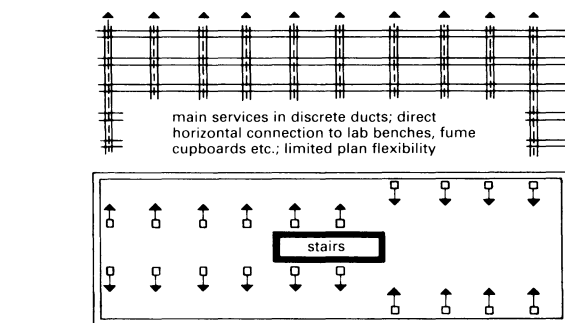 main services in discrete ducts; direct
horizontal connection to lab benches, fume
cupboards etc.; limited plan flexibility
stairs